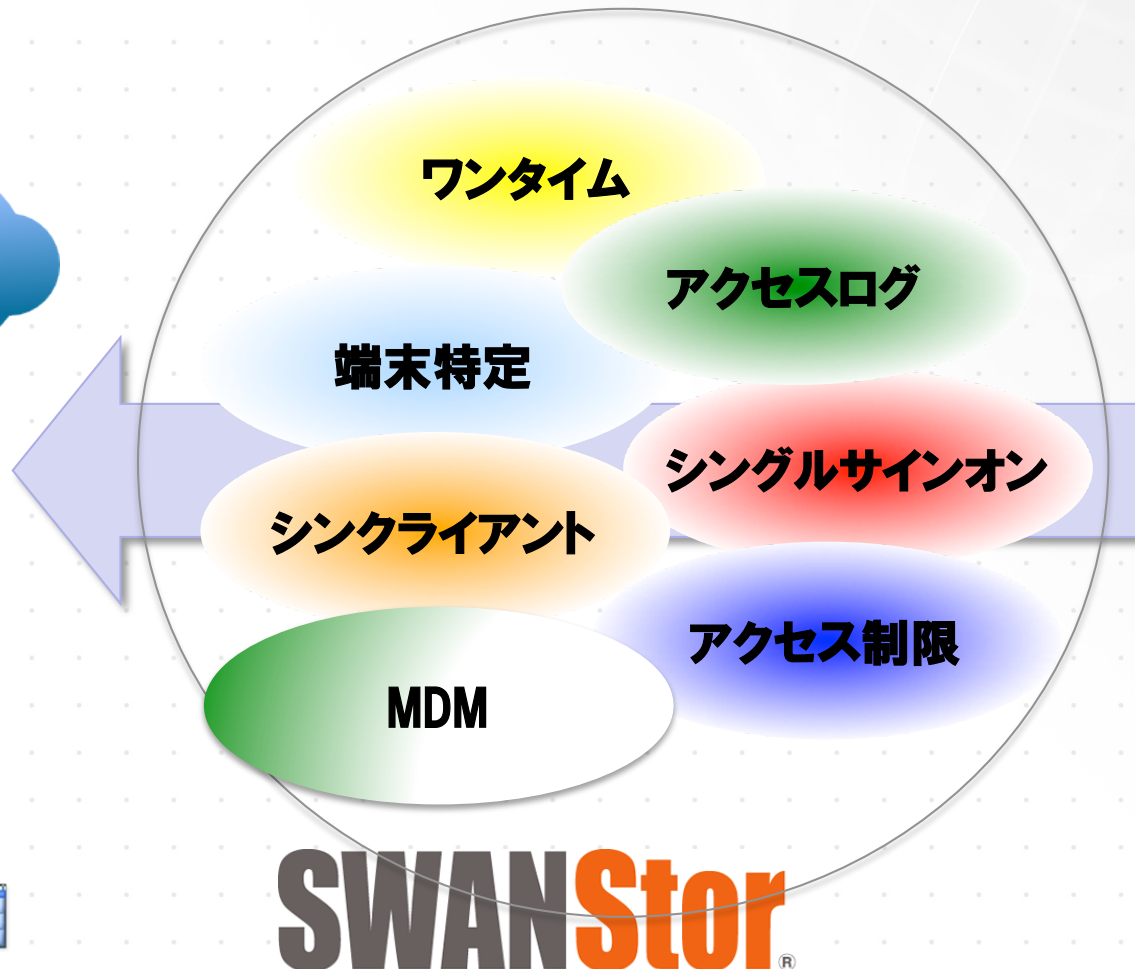 ワンタイム
アクセスログ
端末特定
シングルサインオン
シンクライアント
アクセス制限
MDM
SWANStor®